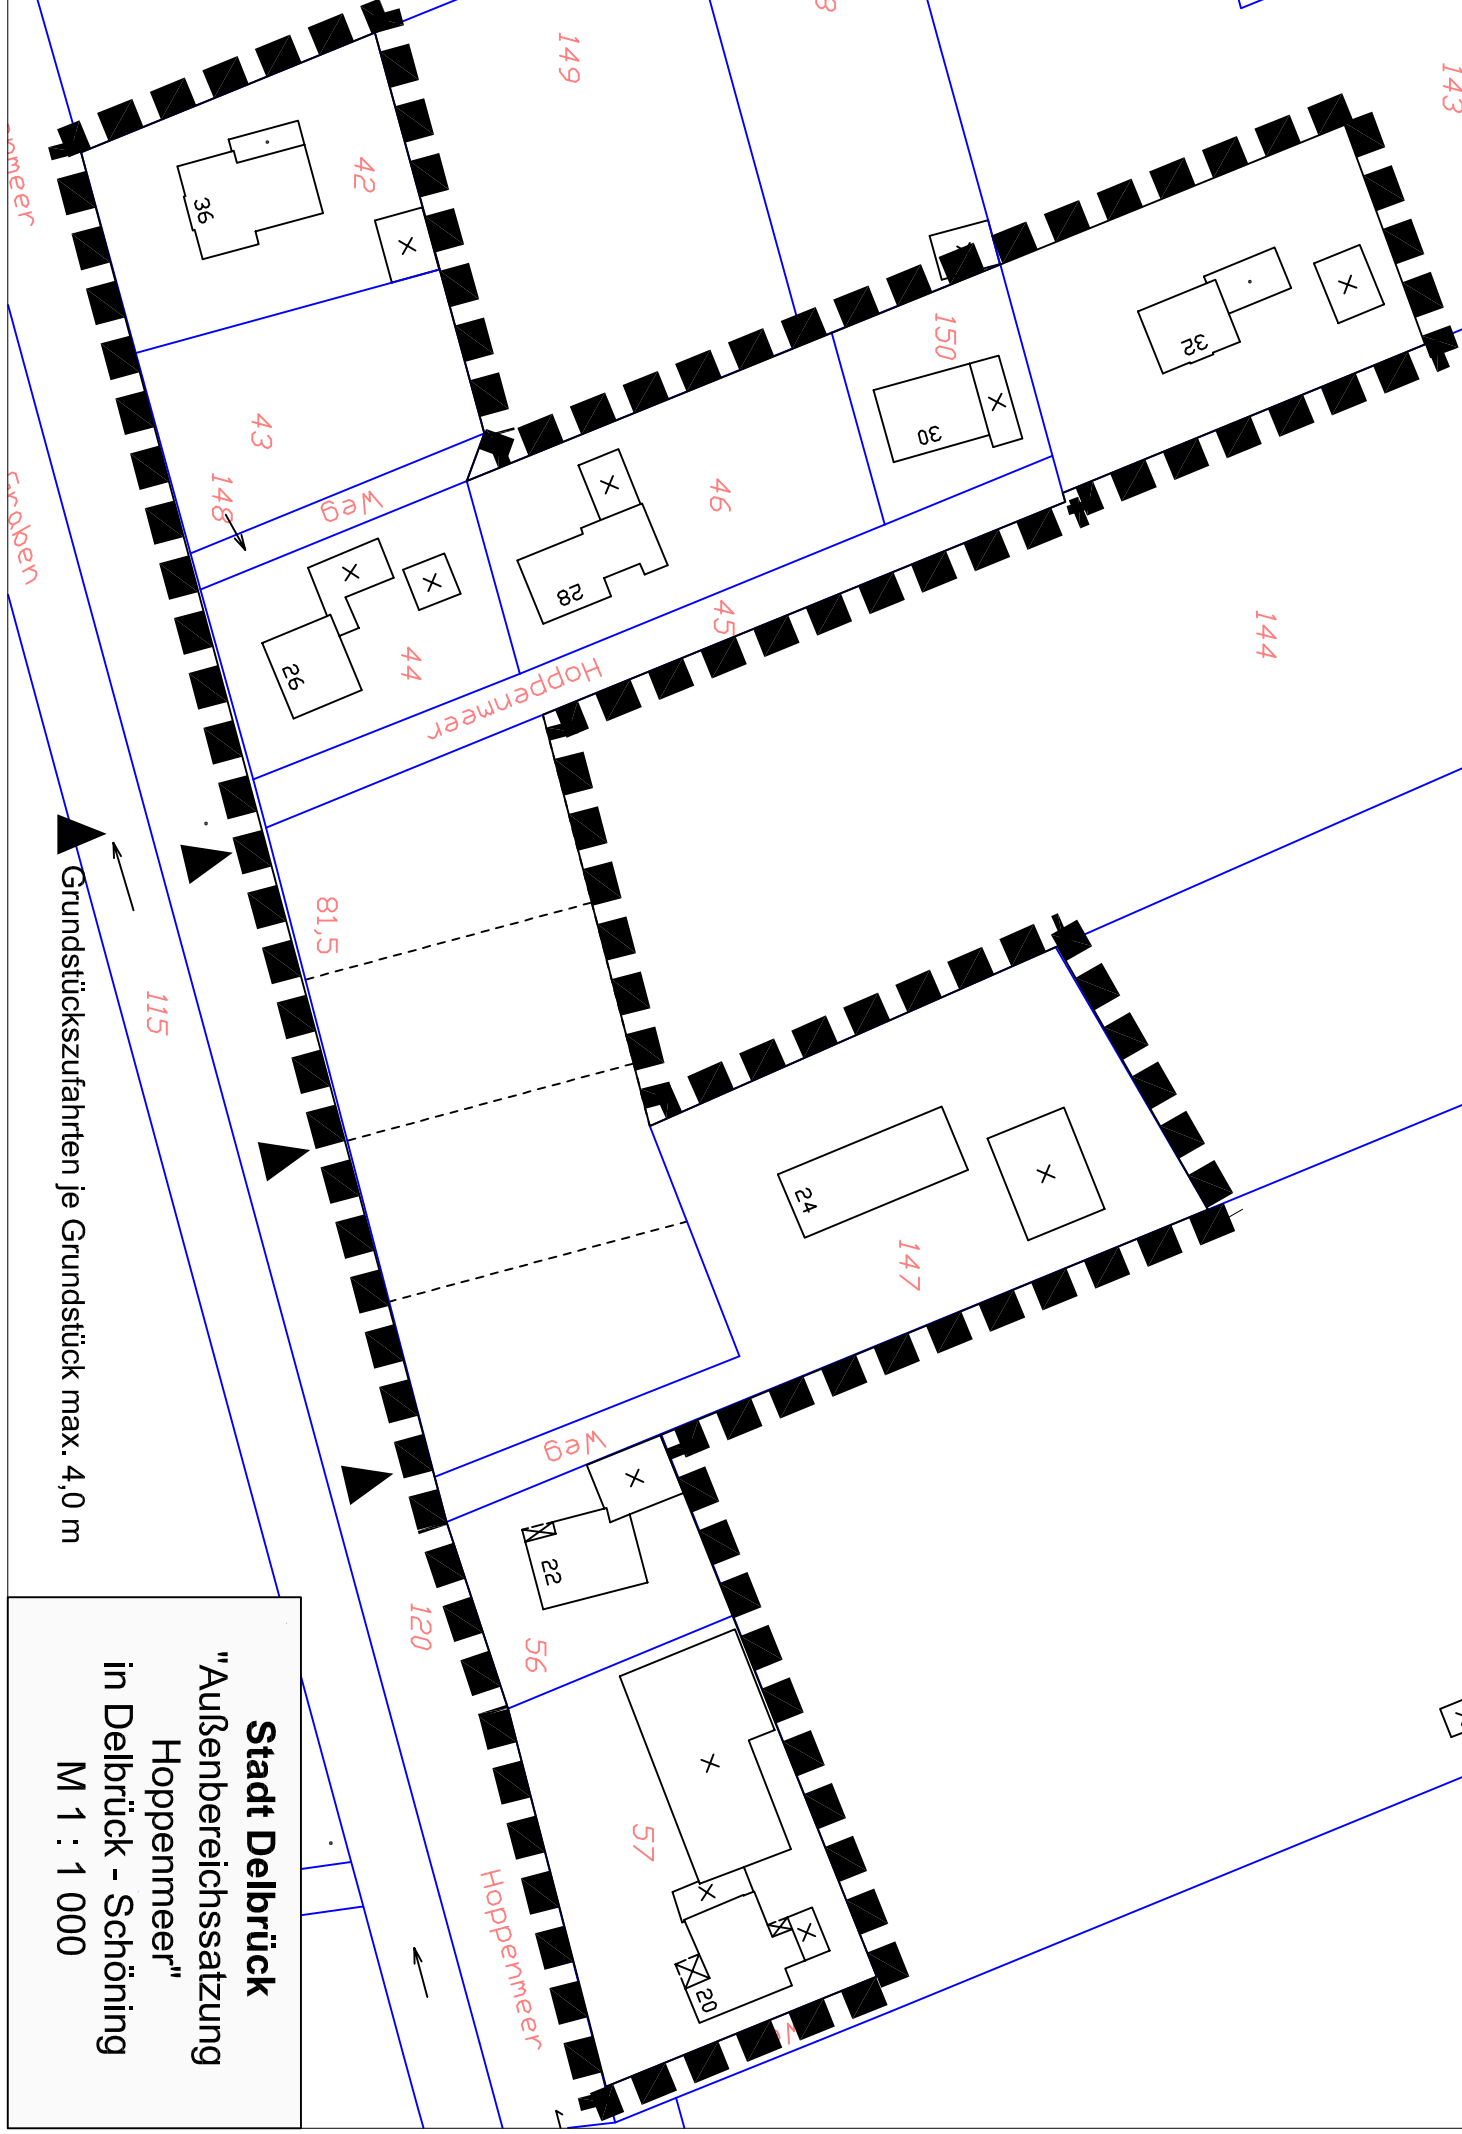 149
143
42
36
150
32
43
30
148
Weg
46
28
45
144
44
26
Hoppenmeer
81,5
115
24
147
Weg
22
120
56
57
20
Hoppenmeer
Graben
Grundstückszufahrten je Grundstück max. 4,0 m
Stadt Delbrück
"Außenbereichssatzung
Hoppenmeer"
in Delbrück - Schöning
M 1 : 1 000